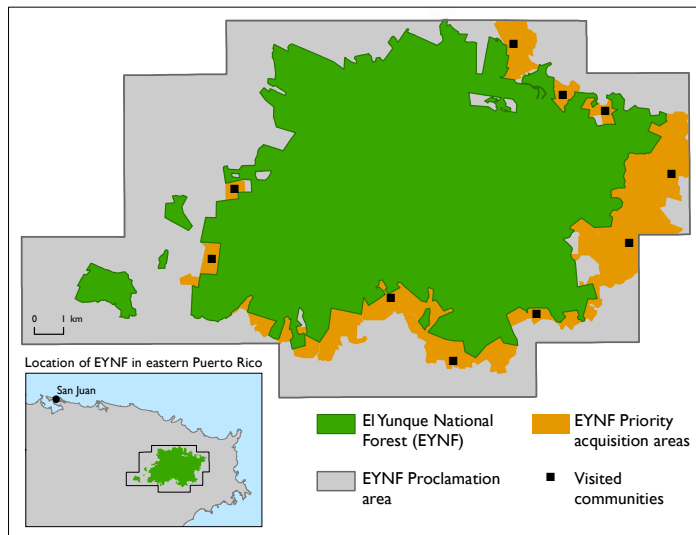 0 1 km
Location of EYNF in eastern Puerto Rico
San Juan
El Yunque National
Forest (EYNF)
EYNF Priority
acquisition areas
EYNF Proclamation
area
Visited
communities